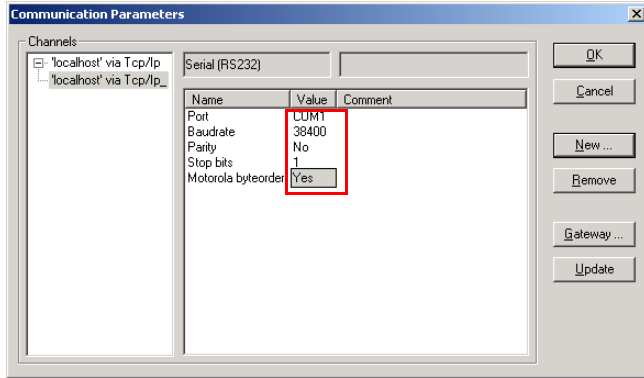 Communication Parameters
Channels
'localhost' via Tcp/Ip
'localhost' via Tcp/Ip_
Serial (RS232)
Name Value Comment
Port COM1
Baudrate 38400
Parity No
Stop bits 1
Motorola byteorder Yes
OK
Cancel
New ...
Remove
Gateway ...
Update